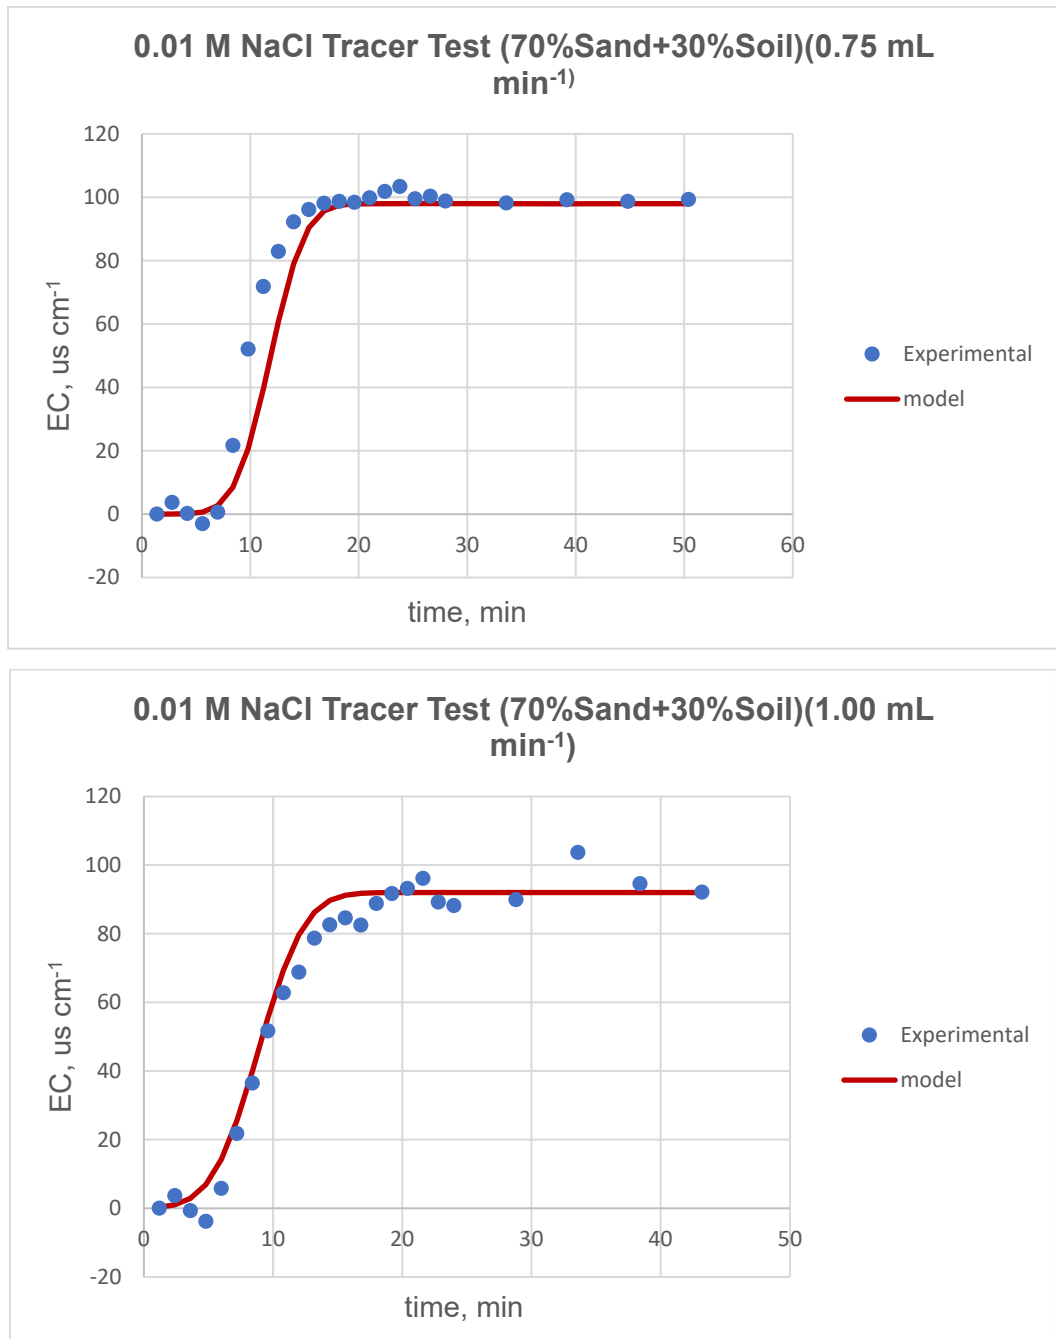 0.01 M NaCl Tracer Test (70%Sand+30%Soil)(0.75 mL
min⁻¹⁾
120
100
80
60
40
20
0
-20
0 10 20 30 40 50 60
EC, us cm⁻¹
time, min
Experimental
model
0.01 M NaCl Tracer Test (70%Sand+30%Soil)(1.00 mL
min⁻¹)
120
100
80
60
40
20
0
-20
0 10 20 30 40 50
EC, us cm⁻¹
time, min
Experimental
model